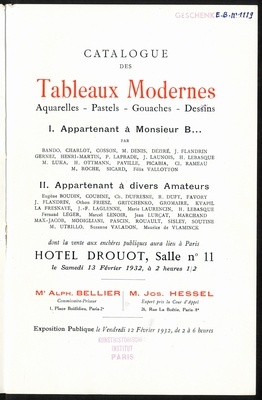 GESCHENK E.B.-N° 1119
CATALOGUE
DES
Tableaux Modernes
Aquarelles - Pastels - Gouaches - Dessins
I. Appartenant à Monsieur B...
PAR
BANDO, CHARLOT, COSSON, M. DENIS, DÉSIRÉ, J. FLANDRIN
GERNEZ, HENRI-MARTIN, P. LAPRADE, J. LAUNOIS, H. LEBASQUE
M. LUKA, H. OTTMANN, PAVILLE, PICABIA, Cl. RAMEAU
M., ROCHE, SICARD, Félix VALLOTTON
II. Appartenant à divers Amateurs
Eugène BOUDIN, COUBINE, Ch. DUFRESNE, R. DUFY, FAVORY
J. FLANDRIN, Othon FRIESZ, GRITCHENKO, GROMAIRE, KVAPIL
LA FRESNAYE, J.-P. LAGLENNE, Marie LAURENCIN, H. LEBASQUE
Fernand LÉGER, Marcel LENOIR, Jean LURÇAT, MARCHAND
MAX-JACOB, MODIGLIANI, PASCIN, ROUAULT, SISLEY, SOUTINE
M. UTRILLO, Suzanne VALADON, Maurice de VLAMINCK
dont la vente aux enchères publiques aura lieu à Paris
HOTEL DROUOT, Salle n° 11
le Samedi 13 Février 1932, à 2 heures 1/2
Me ALPH. BELLIER
Commissaire-Priseur
1, Place Boïeldieu, Paris-2e
M. JOS. HESSEL
Expert près la Cour d'Appel
26, Rue La Boëtie, Paris-8e
Exposition Publique le Vendredi 12 Février 1932, de 2 à 6 heures
KUNSTHISTORISCHES
INSTITUT
PARIS